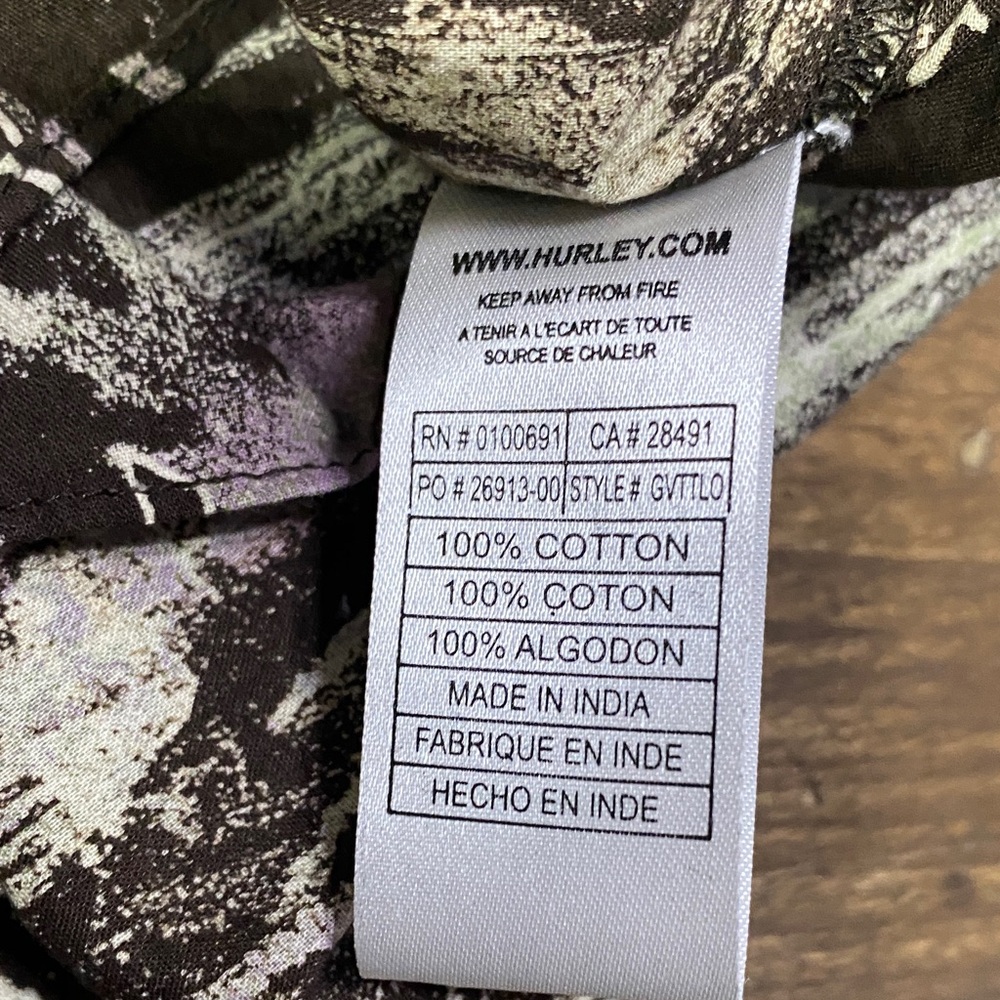 WWW.HURLEY.COM
KEEP AWAY FROM FIRE
A TENIR A L'ECART DE TOUTE
SOURCE DE CHALEUR
RN # 0100691 CA # 28491
PO # 26913-00 STYLE# GVTTLO
100% COTTON
100% COTON
100% ALGODON
MADE IN INDIA
FABRIQUE EN INDE
HECHO EN INDE